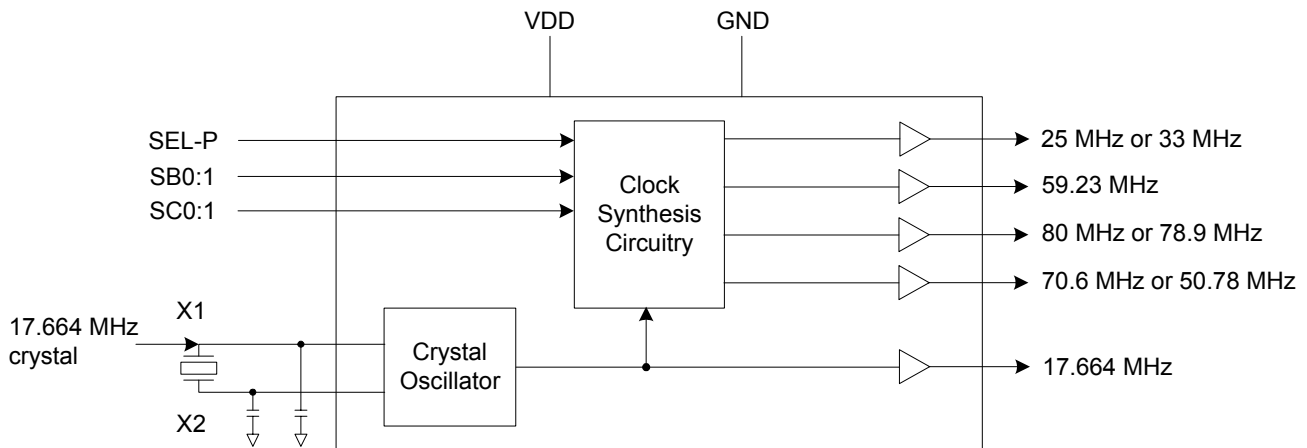 VDD
GND
SEL-P
SB0:1
SC0:1
Clock
Synthesis
Circuitry
25 MHz or 33 MHz
59.23 MHz
80 MHz or 78.9 MHz
70.6 MHz or 50.78 MHz
X1
17.664 MHz
crystal
X2
Crystal
Oscillator
17.664 MHz